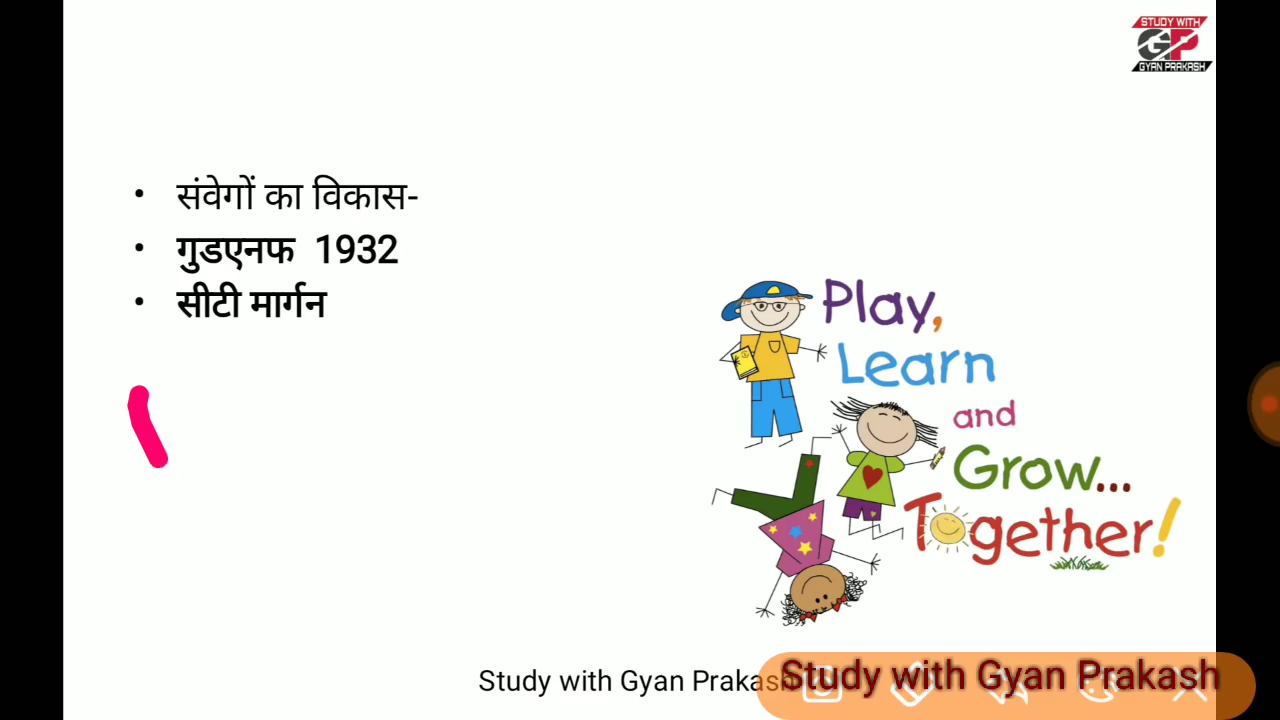 STUDY WITH
GP
GYAN PRAKASH
• संवेगों का विकास-
• गुडएनफ 1932
• सीटी मार्गन
Play,
Learn
and
Grow...
Together!
Study with Gyan Prakash
Study with Gyan Prakash